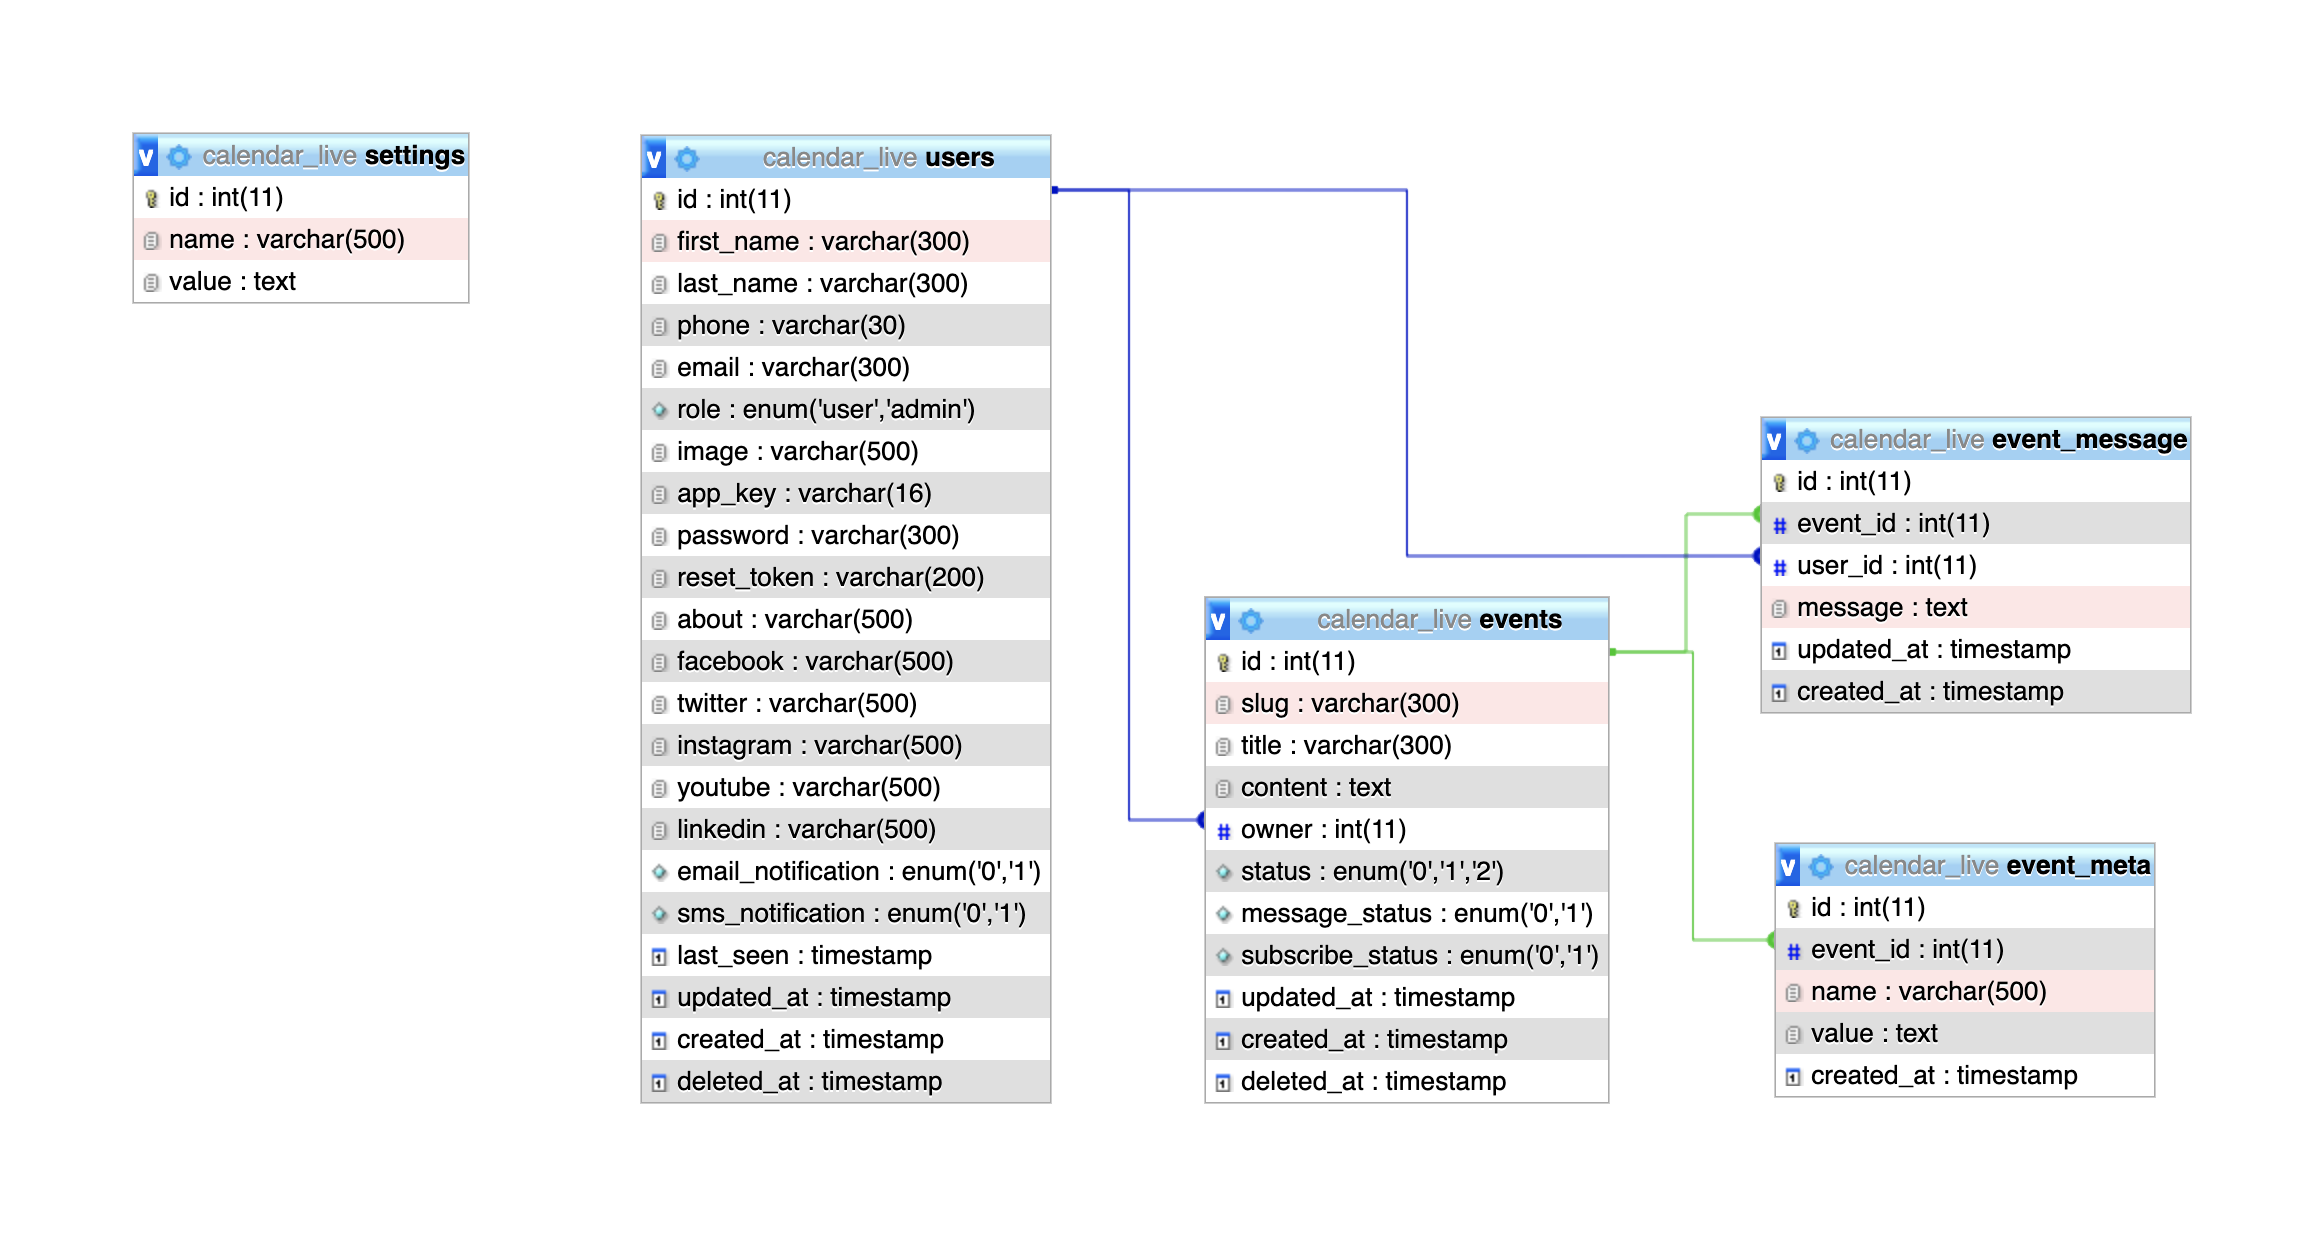 calendar_live settings
id : int(11)
name : varchar(500)
value : text
calendar_live users
id : int(11)
first_name : varchar(300)
last_name : varchar(300)
phone : varchar(30)
email : varchar(300)
role : enum('user','admin')
image : varchar(500)
app_key : varchar(16)
password : varchar(300)
reset_token : varchar(200)
about : varchar(500)
facebook : varchar(500)
twitter : varchar(500)
instagram : varchar(500)
youtube : varchar(500)
linkedin : varchar(500)
email_notification : enum('0','1')
sms_notification : enum('0','1')
last_seen : timestamp
updated_at : timestamp
created_at : timestamp
deleted_at : timestamp
calendar_live events
id : int(11)
slug : varchar(300)
title : varchar(300)
content : text
owner : int(11)
status : enum('0','1','2')
message_status : enum('0','1')
subscribe_status : enum('0','1')
updated_at : timestamp
created_at : timestamp
deleted_at : timestamp
calendar_live event_message
id : int(11)
event_id : int(11)
user_id : int(11)
message : text
updated_at : timestamp
created_at : timestamp
calendar_live event_meta
id : int(11)
event_id : int(11)
name : varchar(500)
value : text
created_at : timestamp